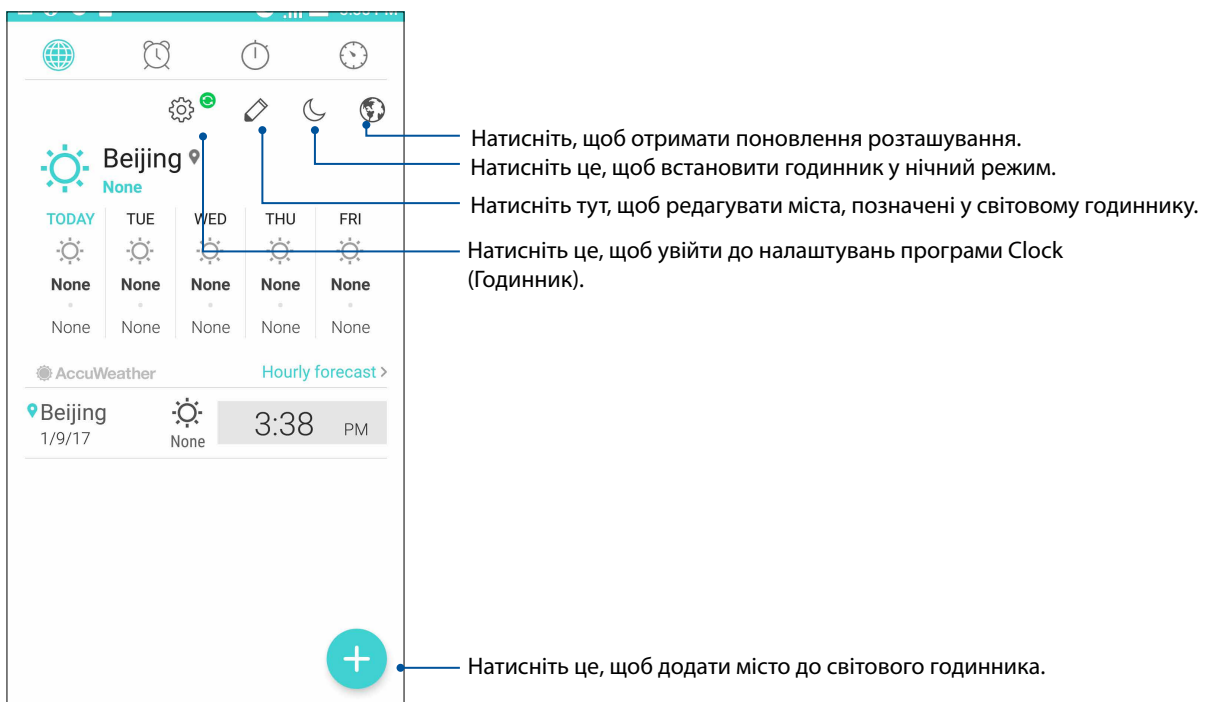 Натисніть, щоб отримати поновлення розташування.
Натисніть це, щоб встановити годинник у нічний режим.
Beijing
None
Натисніть тут, щоб редагувати міста, позначені у світовому годиннику.
TODAY TUE WED THU FRI
Натисніть це, щоб увійти до налаштувань програми Clock
(Годинник).
None None None None None
None None None None None
AccuWeather Hourly forecast >
Beijing 3:38 PM
1/9/17 None
Натисніть це, щоб додати місто до світового годинника.